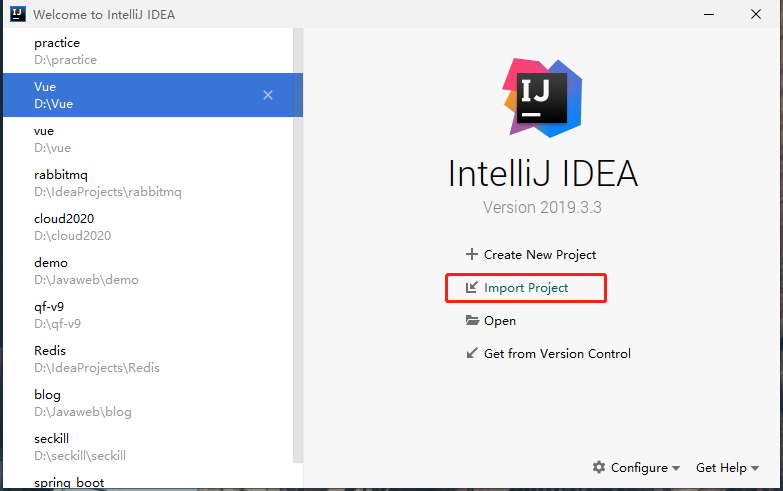 Welcome to IntelliJ IDEA
practice
D:\practice
Vue
D:\Vue
vue
D:\vue
rabbitmq
D:\IdeaProjects\rabbitmq
cloud2020
D:\cloud2020
demo
D:\Javaweb\demo
qf-v9
D:\qf-v9
Redis
D:\IdeaProjects\Redis
blog
D:\Javaweb\blog
seckill
D:\seckill\seckill
spring boot
IJ
IntelliJ IDEA
Version 2019.3.3
Create New Project
Import Project
Open
Get from Version Control
Configure
Get Help